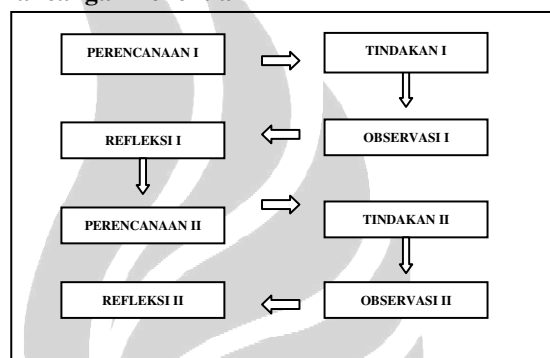 PERENCANAAN I
TINDAKAN I
REFLEKSI I
OBSERVASI I
PERENCANAAN II
TINDAKAN II
REFLEKSI II
OBSERVASI II